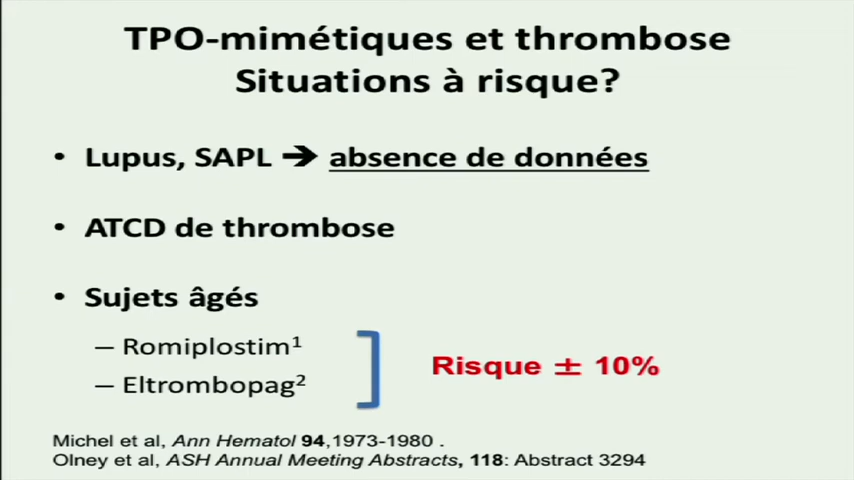 TPO-mimétiques et thrombose
Situations à risque?
• Lupus, SAPL ➔ absence de données
• ATCD de thrombose
• Sujets âgés
– Romiplostim¹
– Eltrombopag²
Risque ± 10%
Michel et al, Ann Hematol 94,1973-1980 .
Olney et al, ASH Annual Meeting Abstracts, 118: Abstract 3294